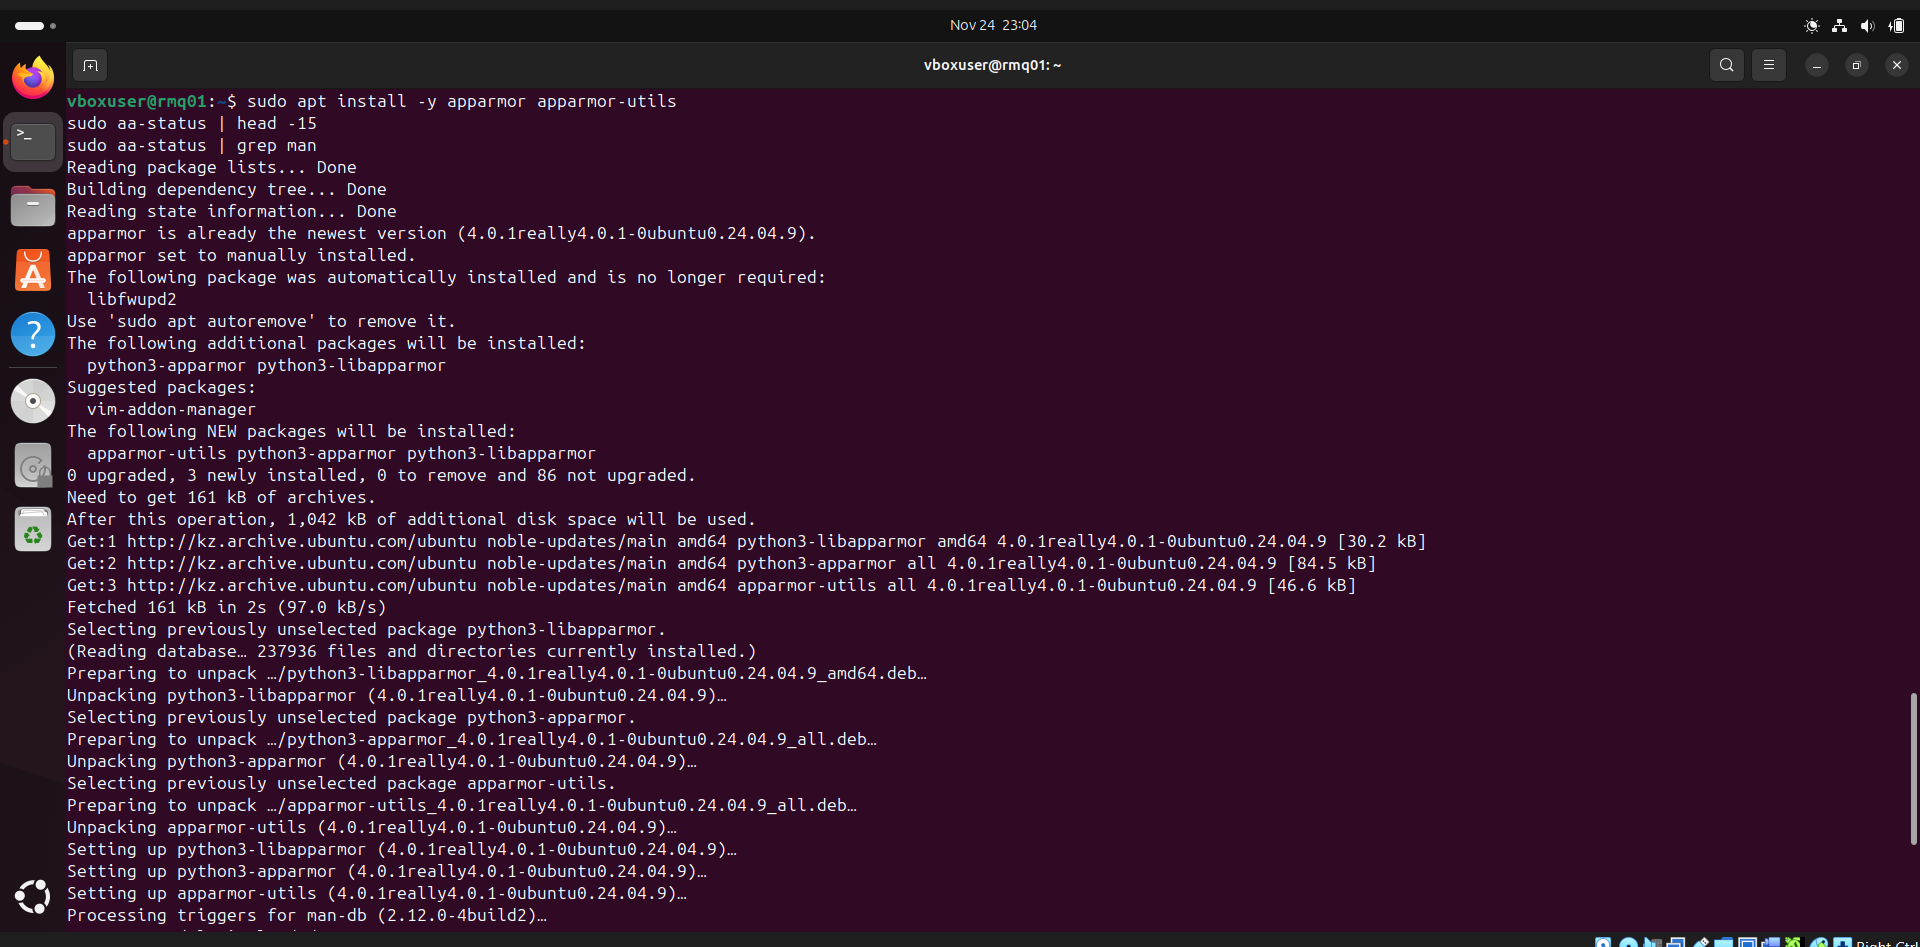 Nov 24 23:04
vboxuser@rmq01: ~
vboxuser@rmq01:~$ sudo apt install -y apparmor apparmor-utils
sudo aa-status | head -15
sudo aa-status | grep man
Reading package lists... Done
Building dependency tree... Done
Reading state information... Done
apparmor is already the newest version (4.0.1really4.0.1-0ubuntu0.24.04.9).
apparmor set to manually installed.
The following package was automatically installed and is no longer required:
  libfwupd2
Use 'sudo apt autoremove' to remove it.
The following additional packages will be installed:
  python3-apparmor python3-libapparmor
Suggested packages:
  vim-addon-manager
The following NEW packages will be installed:
  apparmor-utils python3-apparmor python3-libapparmor
0 upgraded, 3 newly installed, 0 to remove and 86 not upgraded.
Need to get 161 kB of archives.
After this operation, 1,042 kB of additional disk space will be used.
Get:1 http://kz.archive.ubuntu.com/ubuntu noble-updates/main amd64 python3-libapparmor amd64 4.0.1really4.0.1-0ubuntu0.24.04.9 [30.2 kB]
Get:2 http://kz.archive.ubuntu.com/ubuntu noble-updates/main amd64 python3-apparmor all 4.0.1really4.0.1-0ubuntu0.24.04.9 [84.5 kB]
Get:3 http://kz.archive.ubuntu.com/ubuntu noble-updates/main amd64 apparmor-utils all 4.0.1really4.0.1-0ubuntu0.24.04.9 [46.6 kB]
Fetched 161 kB in 2s (97.0 kB/s)
Selecting previously unselected package python3-libapparmor.
(Reading database… 237936 files and directories currently installed.)
Preparing to unpack …/python3-libapparmor_4.0.1really4.0.1-0ubuntu0.24.04.9_amd64.deb…
Unpacking python3-libapparmor (4.0.1really4.0.1-0ubuntu0.24.04.9)…
Selecting previously unselected package python3-apparmor.
Preparing to unpack …/python3-apparmor_4.0.1really4.0.1-0ubuntu0.24.04.9_all.deb…
Unpacking python3-apparmor (4.0.1really4.0.1-0ubuntu0.24.04.9)…
Selecting previously unselected package apparmor-utils.
Preparing to unpack …/apparmor-utils_4.0.1really4.0.1-0ubuntu0.24.04.9_all.deb…
Unpacking apparmor-utils (4.0.1really4.0.1-0ubuntu0.24.04.9)…
Setting up python3-libapparmor (4.0.1really4.0.1-0ubuntu0.24.04.9)…
Setting up python3-apparmor (4.0.1really4.0.1-0ubuntu0.24.04.9)…
Setting up apparmor-utils (4.0.1really4.0.1-0ubuntu0.24.04.9)…
Processing triggers for man-db (2.12.0-4build2)…
Right Ctrl